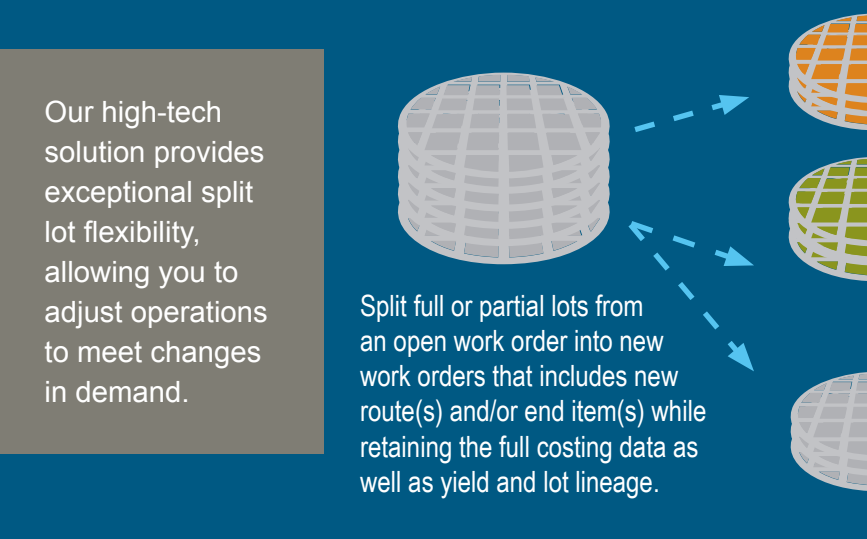 Our high-tech
solution provides
exceptional split
lot flexibility,
allowing you to
adjust operations
to meet changes
in demand.
Split full or partial lots from
an open work order into new
work orders that includes new
route(s) and/or end item(s) while
retaining the full costing data as
well as yield and lot lineage.